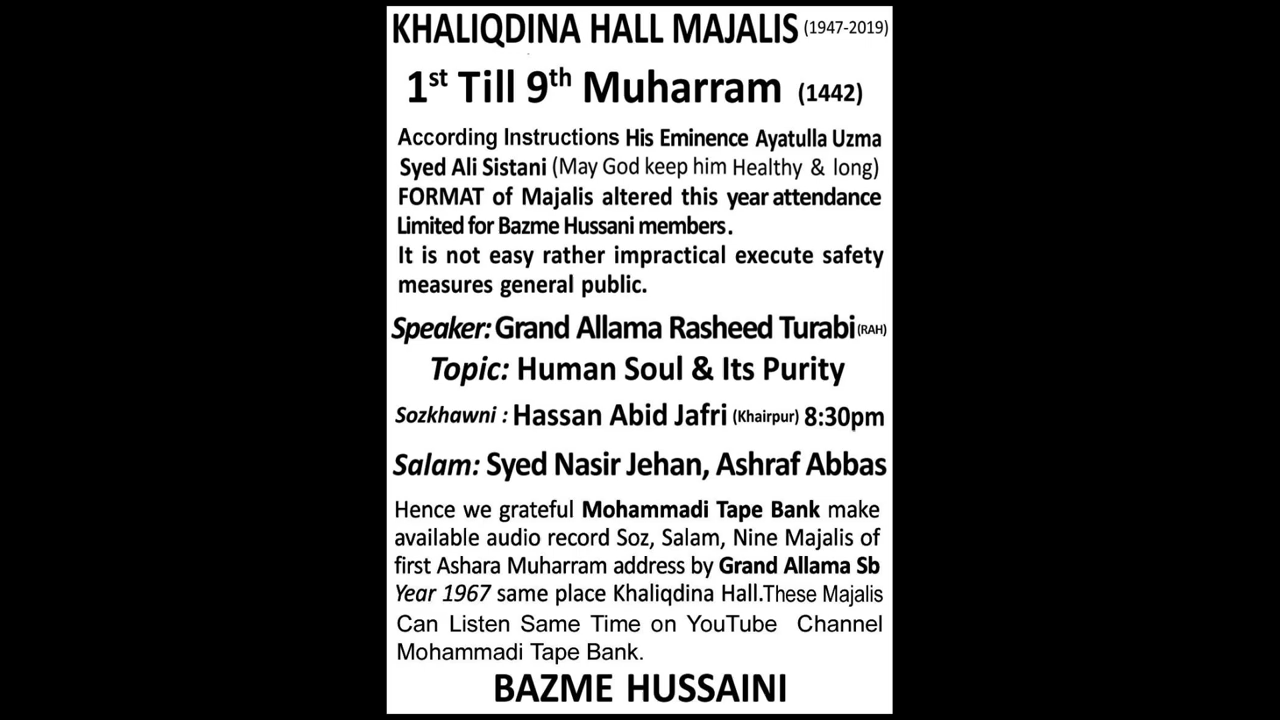 KHALIQDINA HALL MAJALIS (1947-2019)
1st Till 9th Muharram (1442)
According Instructions His Eminence Ayatulla Uzma
Syed Ali Sistani (May God keep him Healthy & long)
FORMAT of Majalis altered this year attendance
Limited for Bazme Hussani members.
It is not easy rather impractical execute safety
measures general public.
Speaker: Grand Allama Rasheed Turabi (RAH)
Topic: Human Soul & Its Purity
Sozkhawni : Hassan Abid Jafri (Khairpur) 8:30pm
Salam: Syed Nasir Jehan, Ashraf Abbas
Hence we grateful Mohammadi Tape Bank make
available audio record Soz, Salam, Nine Majalis of
first Ashara Muharram address by Grand Allama Sb
Year 1967 same place Khaliqdina Hall.These Majalis
Can Listen Same Time on YouTube Channel
Mohammadi Tape Bank.
BAZME HUSSAINI